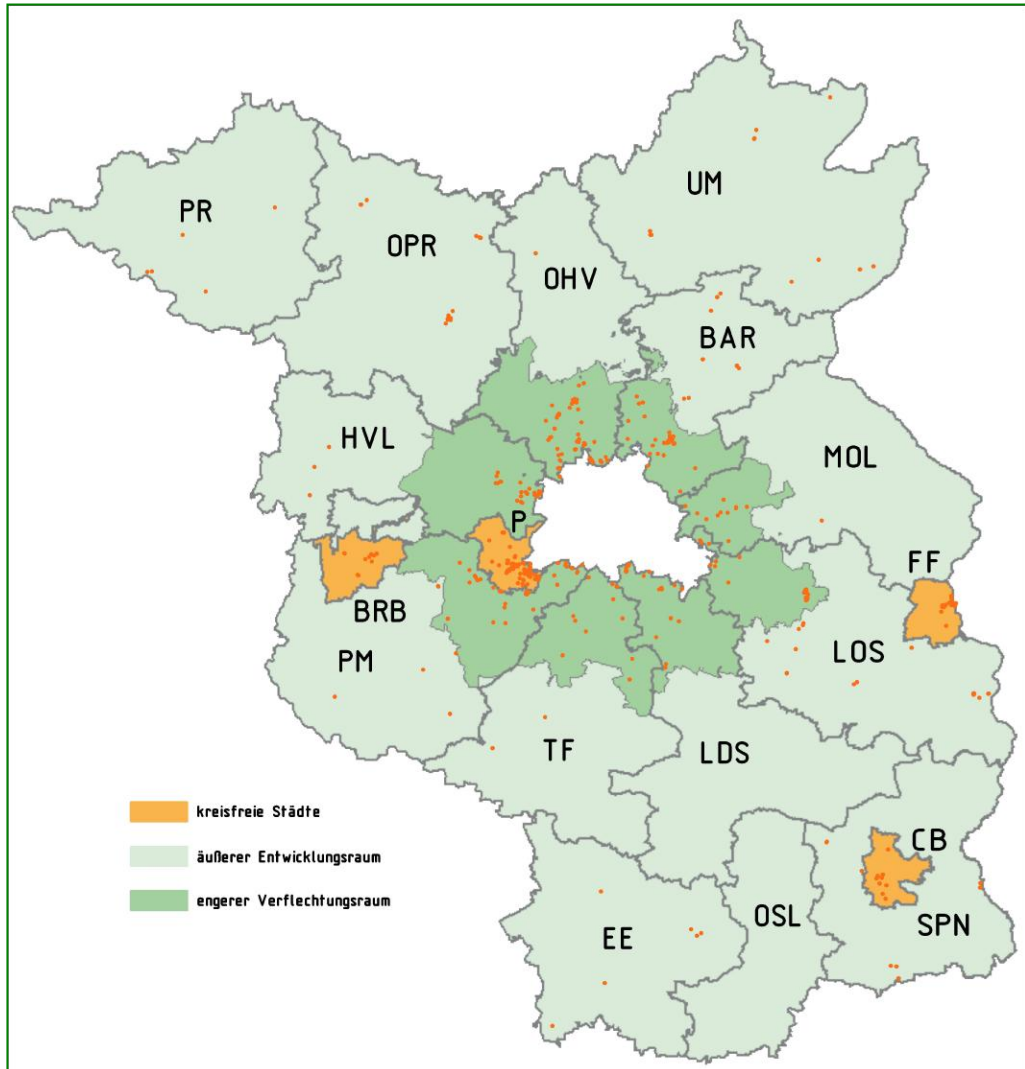 UM
PR
OPR
OHV
BAR
HVL
MOL
P
FF
BRB
PM
LOS
TF
LDS
kreisfreie Städte
äußerer Entwicklungsraum
engerer Verflechtungsraum
CB
OSL
SPN
EE